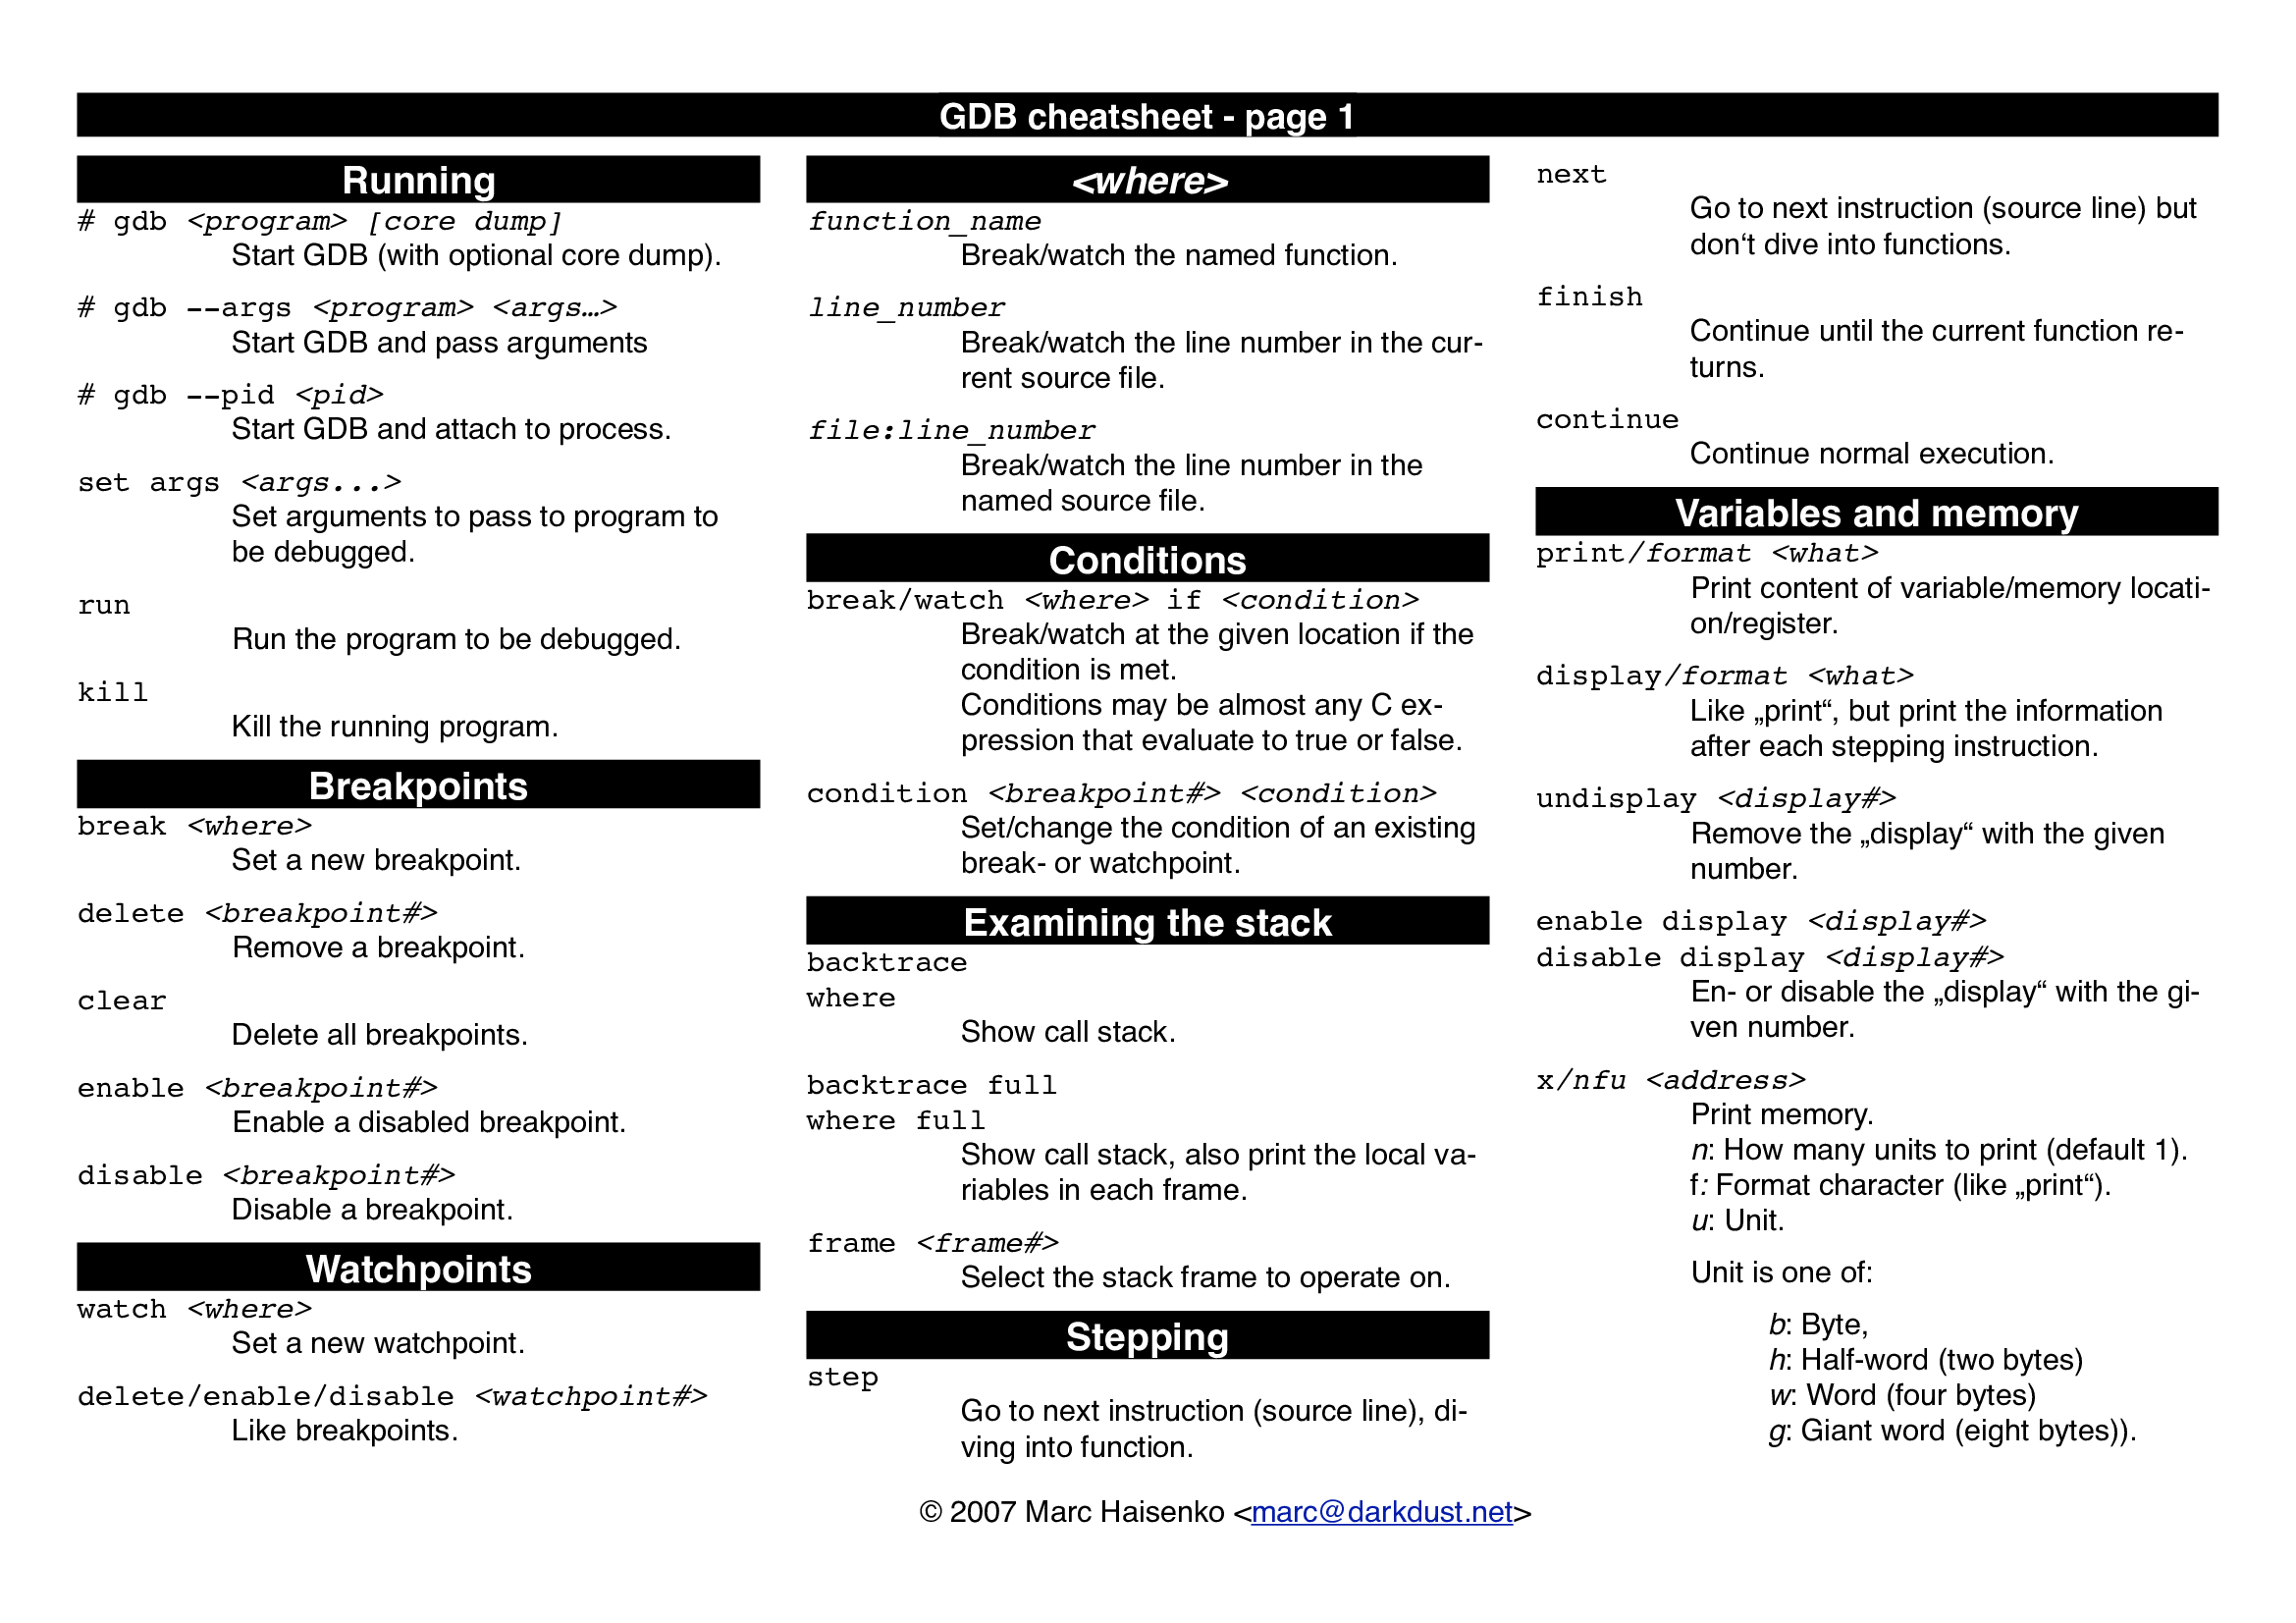 GDB cheatsheet - page 1
Running
# gdb <program> [core dump]
Start GDB (with optional core dump).
# gdb --args <program> <args…>
Start GDB and pass arguments
# gdb --pid <pid>
Start GDB and attach to process.
set args <args...>
Set arguments to pass to program to
be debugged.
run
Run the program to be debugged.
kill
Kill the running program.
Breakpoints
break <where>
Set a new breakpoint.
delete <breakpoint#>
Remove a breakpoint.
clear
Delete all breakpoints.
enable <breakpoint#>
Enable a disabled breakpoint.
disable <breakpoint#>
Disable a breakpoint.
Watchpoints
watch <where>
Set a new watchpoint.
delete/enable/disable <watchpoint#>
Like breakpoints.
<where>
function_name
Break/watch the named function.
line_number
Break/watch the line number in the cur-
rent source file.
file:line_number
Break/watch the line number in the
named source file.
Conditions
break/watch <where> if <condition>
Break/watch at the given location if the
condition is met.
Conditions may be almost any C ex-
pression that evaluate to true or false.
condition <breakpoint#> <condition>
Set/change the condition of an existing
break- or watchpoint.
Examining the stack
backtrace
where
Show call stack.
backtrace full
where full
Show call stack, also print the local va-
riables in each frame.
frame <frame#>
Select the stack frame to operate on.
Stepping
step
Go to next instruction (source line), di-
ving into function.
next
Go to next instruction (source line) but
don‘t dive into functions.
finish
Continue until the current function re-
turns.
continue
Continue normal execution.
Variables and memory
print/format <what>
Print content of variable/memory locati-
on/register.
display/format <what>
Like „print“, but print the information
after each stepping instruction.
undisplay <display#>
Remove the „display“ with the given
number.
enable display <display#>
disable display <display#>
En- or disable the „display“ with the gi-
ven number.
x/nfu <address>
Print memory.
n: How many units to print (default 1).
f: Format character (like „print“).
u: Unit.
Unit is one of:
b: Byte,
h: Half-word (two bytes)
w: Word (four bytes)
g: Giant word (eight bytes)).
© 2007 Marc Haisenko <marc@darkdust.net>